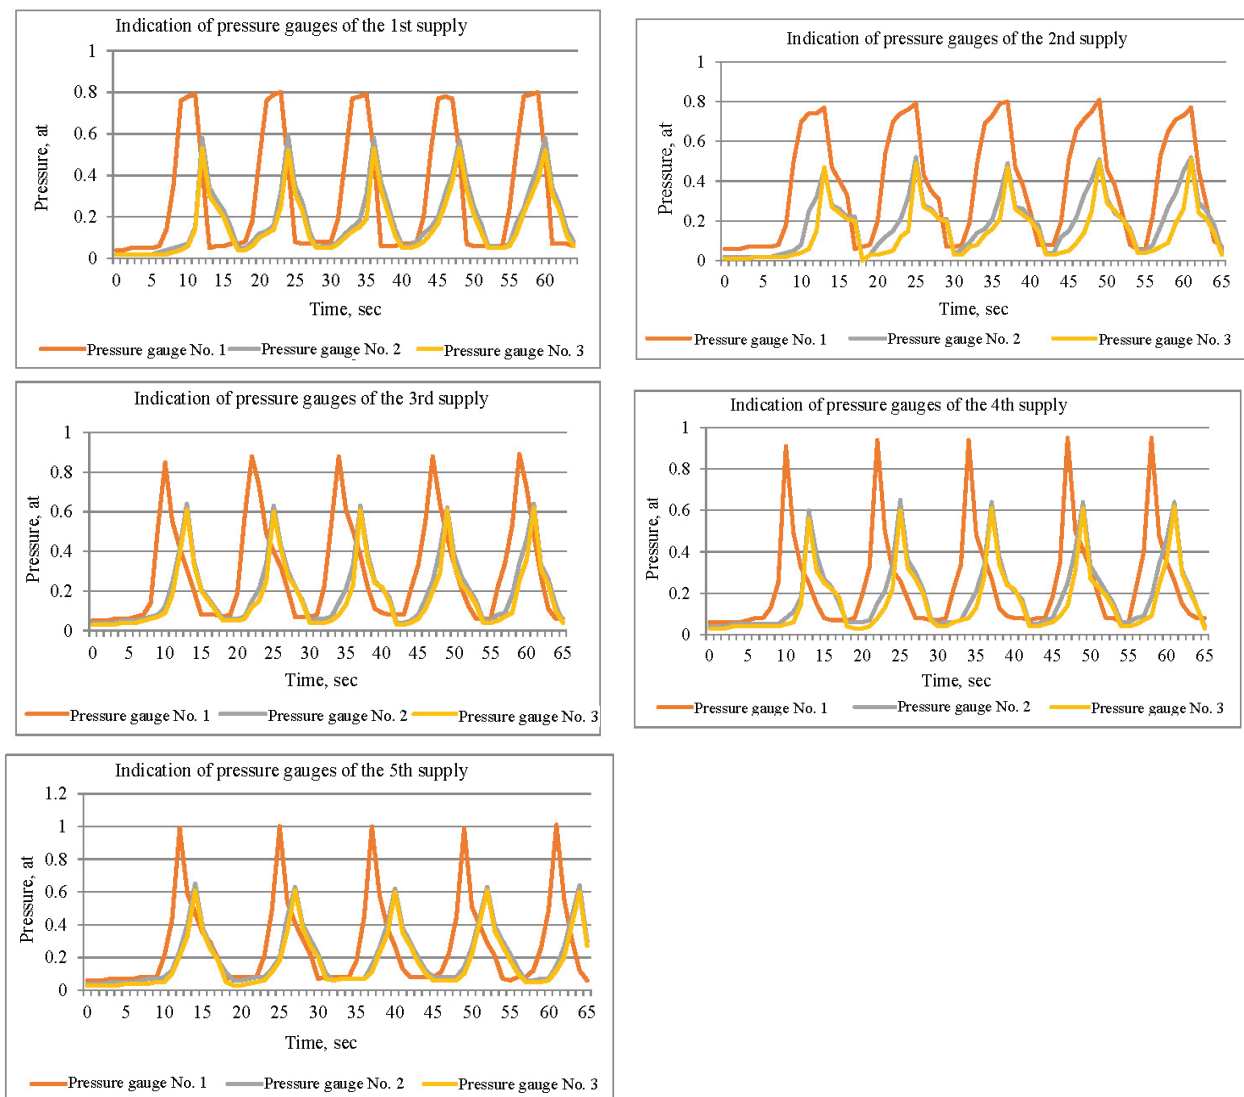 Indication of pressure gauges of the 1st supply
1
0.8
0.6
0.4
0.2
0
Pressure, at
0 5 10 15 20 25 30 35 40 45 50 55 60
Time, sec
Pressure gauge No. 1 Pressure gauge No. 2 Pressure gauge No. 3
Indication of pressure gauges of the 2nd supply
1
0.8
0.6
0.4
0.2
0
Pressure, at
0 5 10 15 20 25 30 35 40 45 50 55 60 65
Time, sec
Pressure gauge No. 1 Pressure gauge No. 2 Pressure gauge No. 3
Indication of pressure gauges of the 3rd supply
1
0.8
0.6
0.4
0.2
0
Pressure, at
0 5 10 15 20 25 30 35 40 45 50 55 60 65
Time, sec
Pressure gauge No. 1 Pressure gauge No. 2 Pressure gauge No. 3
Indication of pressure gauges of the 4th supply
1
0.8
0.6
0.4
0.2
0
Pressure, at
0 5 10 15 20 25 30 35 40 45 50 55 60 65
Time, sec
Pressure gauge No. 1 Pressure gauge No. 2 Pressure gauge No. 3
Indication of pressure gauges of the 5th supply
1.2
1
0.8
0.6
0.4
0.2
0
Pressure, at
0 5 10 15 20 25 30 35 40 45 50 55 60 65
Time, sec
Pressure gauge No. 1 Pressure gauge No. 2 Pressure gauge No. 3